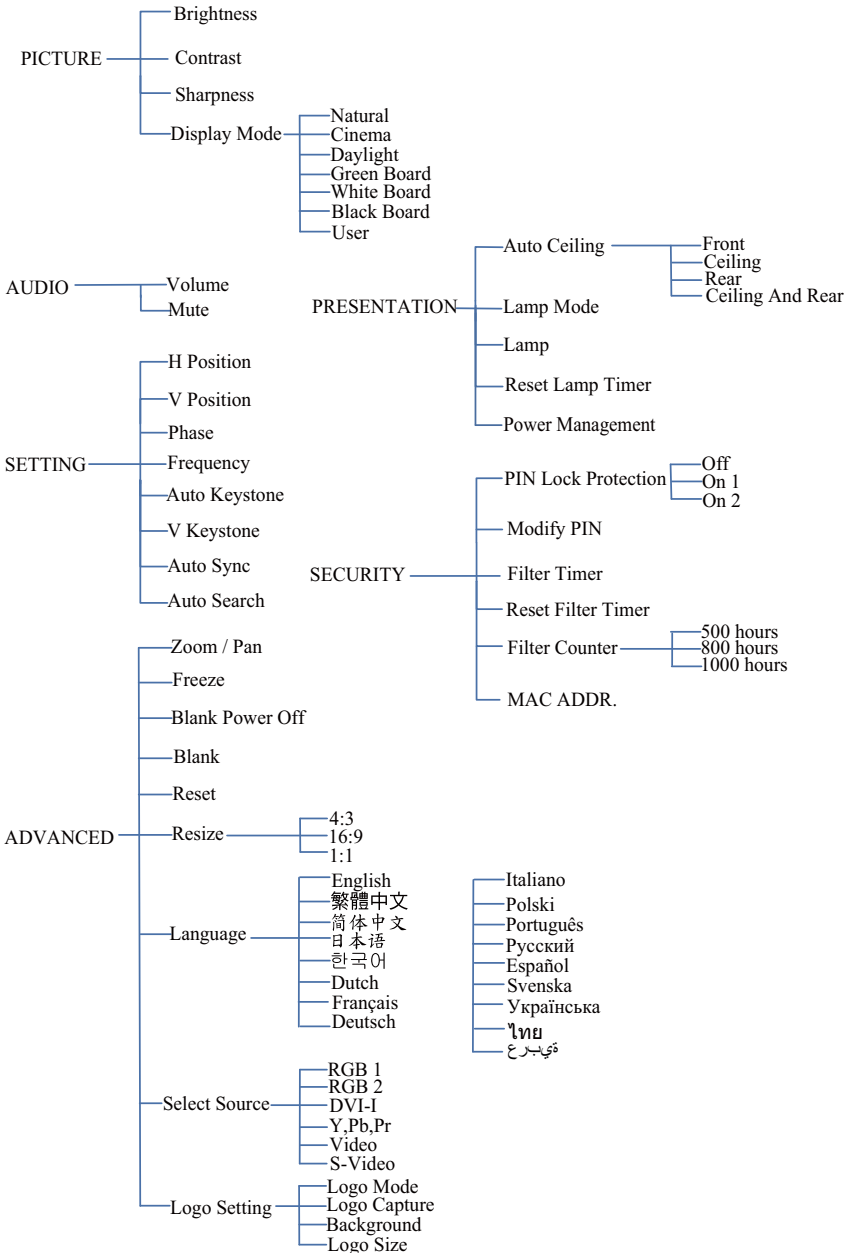 PICTURE
Brightness
Contrast
Sharpness
Display Mode
Natural
Cinema
Daylight
Green Board
White Board
Black Board
User
AUDIO
Volume
Mute
SETTING
H Position
V Position
Phase
Frequency
Auto Keystone
V Keystone
Auto Sync
Auto Search
ADVANCED
Zoom / Pan
Freeze
Blank Power Off
Blank
Reset
Resize
4:3
16:9
1:1
Language
English
繁體中文
简体中文
日本语
한국어
Dutch
Français
Deutsch
Italiano
Polski
Português
Русский
Español
Svenska
Українська
ไทย
ةيبرع
Select Source
RGB 1
RGB 2
DVI-I
Y,Pb,Pr
Video
S-Video
Logo Setting
Logo Mode
Logo Capture
Background
Logo Size
PRESENTATION
Auto Ceiling
Front
Ceiling
Rear
Ceiling And Rear
Lamp Mode
Lamp
Reset Lamp Timer
Power Management
SECURITY
PIN Lock Protection
Off
On 1
On 2
Modify PIN
Filter Timer
Reset Filter Timer
Filter Counter
500 hours
800 hours
1000 hours
MAC ADDR.